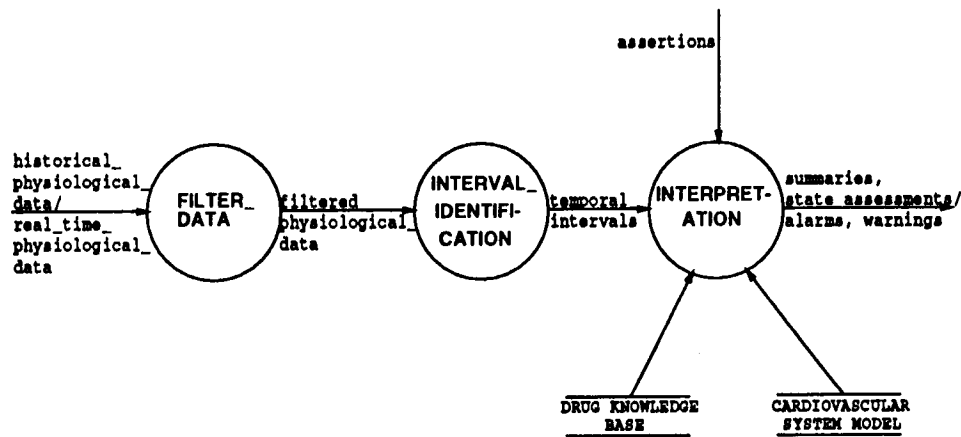 assertions
historical_
physiological_
data/
real_time_
physiological_
data
FILTER_
DATA
filtered
physiological_
data
INTERVAL_
IDENTIFI-
CATION
temporal
intervals
INTERPRET-
ATION
summaries,
state assessments/
alarms, warnings
DRUG KNOWLEDGE
BASE
CARDIOVASCULAR
SYSTEM MODEL